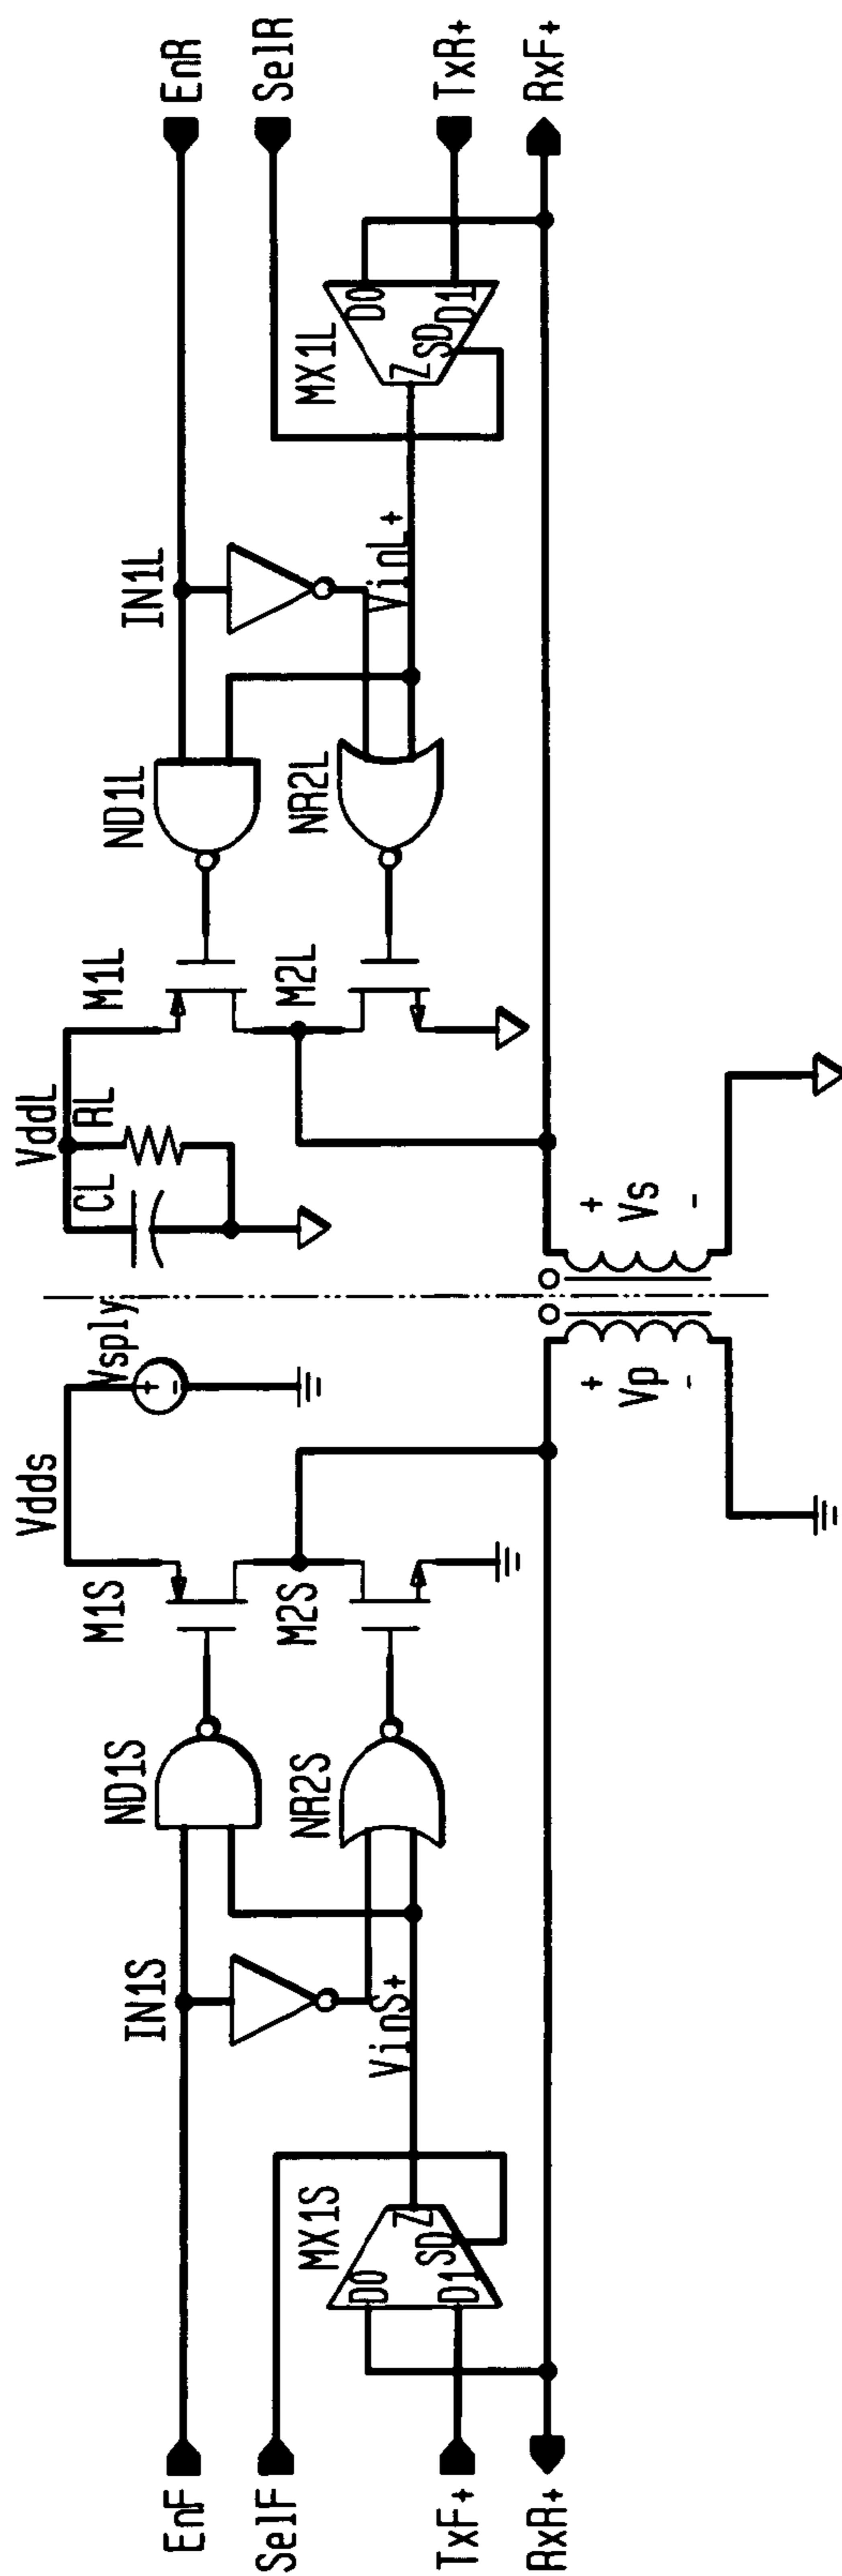 EnF
SelF
TxF+
RxR+
MX1S
D0
D1
SD
Z
IN1S
VinS+
ND1S
NR2S
M1S
M2S
Vdds
Vsply
+
-
+
Vp
-
+
Vs
-
VddL
CL
RL
M1L
M2L
ND1L
NR2L
IN1L
VinL+
MX1L
D0
D1
SD
Z
EnR
SelR
TxR+
RxF+